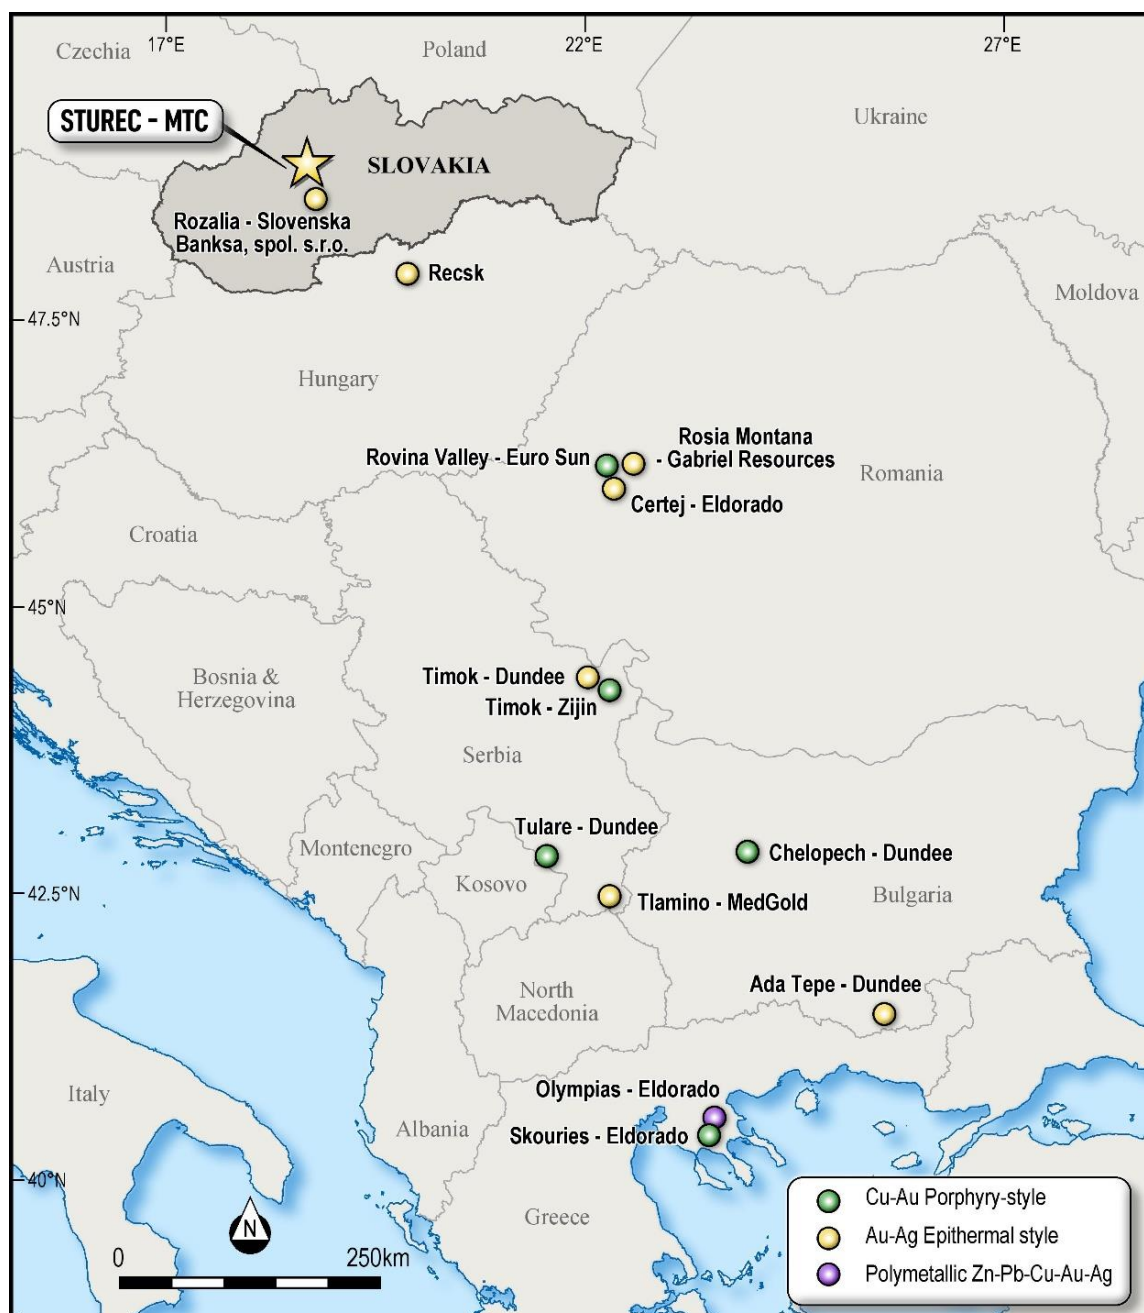 17°E
22°E
27°E
Czechia
Poland
Ukraine
STUREC - MTC
SLOVAKIA
Rozalia - Slovenska
Banksa, spol. s.r.o.
Austria
Recsk
Moldova
47.5°N
Hungary
Rosia Montana
- Gabriel Resources
Rovina Valley - Euro Sun
Certej - Eldorado
Romania
Croatia
45°N
Bosnia &
Herzegovina
Timok - Dundee
Timok - Zijin
Serbia
Tulare - Dundee
Montenegro
Chelopech - Dundee
Kosovo
42.5°N
Tlamino - MedGold
Bulgaria
Ada Tepe - Dundee
North
Macedonia
Italy
Olympias - Eldorado
Albania
Skouries - Eldorado
40°N
Greece
N
0
250km
Cu-Au Porphyry-style
Au-Ag Epithermal style
Polymetallic Zn-Pb-Cu-Au-Ag